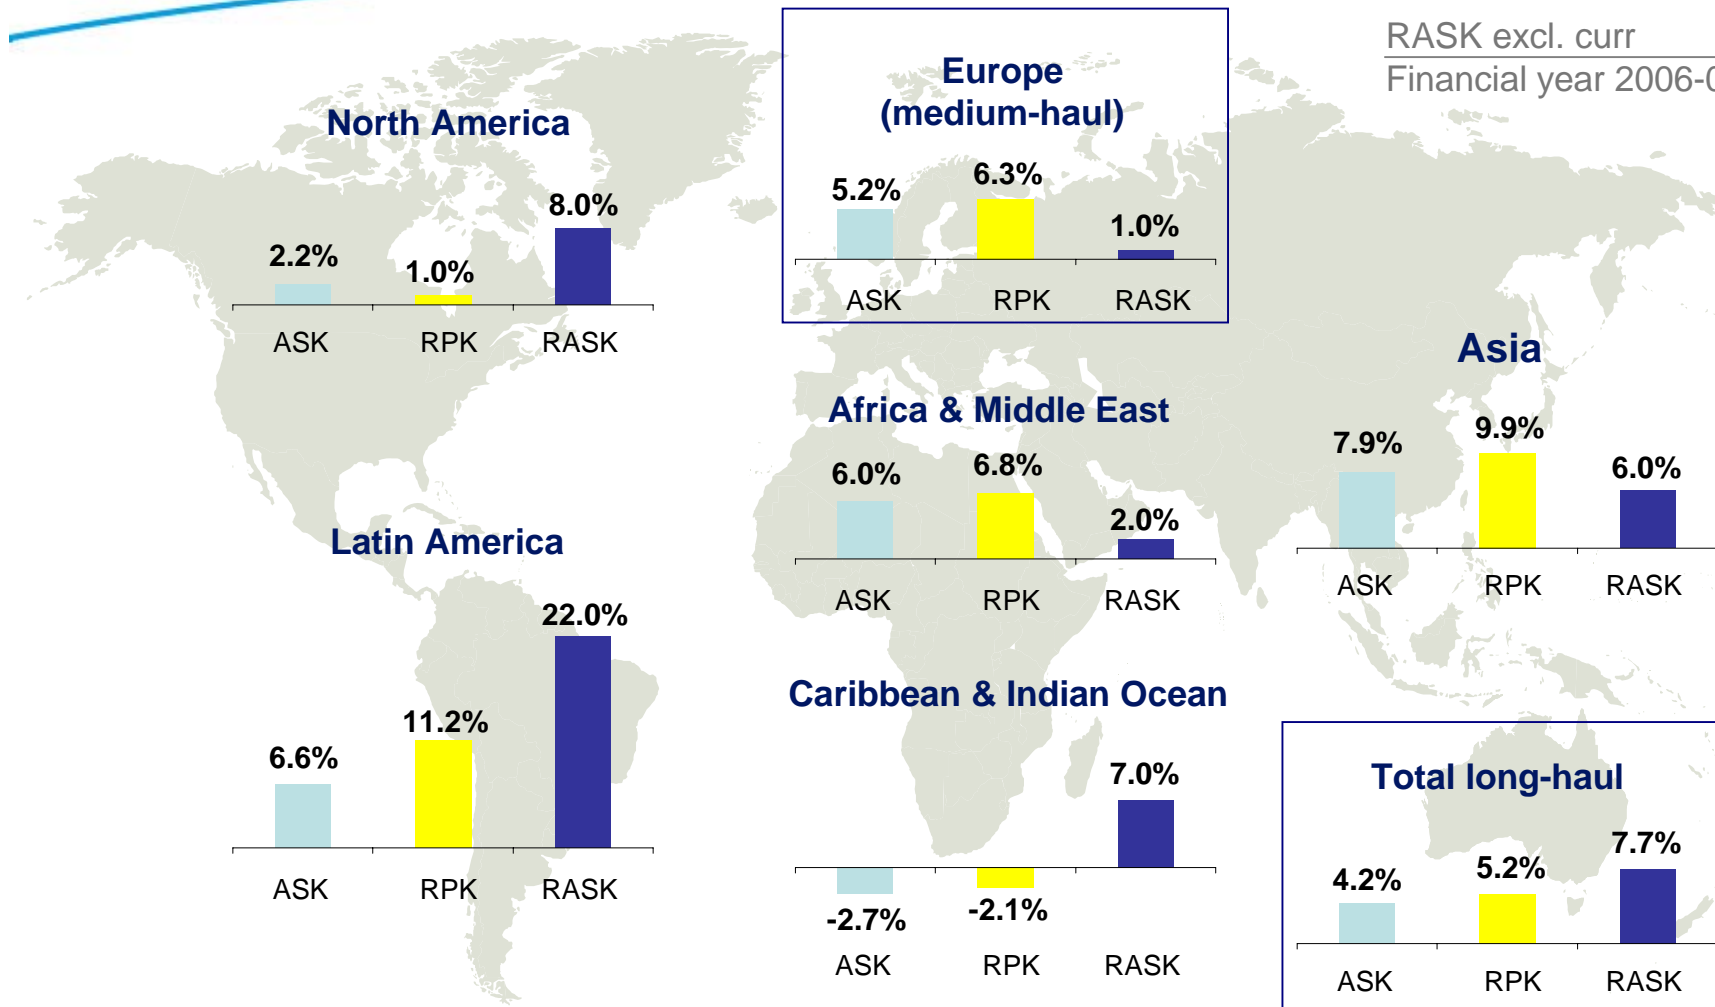 RASK excl. curr
Financial year 2006-0
North America
8.0%
2.2%
1.0%
ASK RPK RASK
Europe
(medium-haul)
5.2%
6.3%
1.0%
ASK RPK RASK
Asia
7.9%
9.9%
6.0%
ASK RPK RASK
Africa & Middle East
6.0%
6.8%
2.0%
ASK RPK RASK
Latin America
6.6%
11.2%
22.0%
ASK RPK RASK
Caribbean & Indian Ocean
7.0%
-2.7%
-2.1%
ASK RPK RASK
Total long-haul
4.2%
5.2%
7.7%
ASK RPK RASK